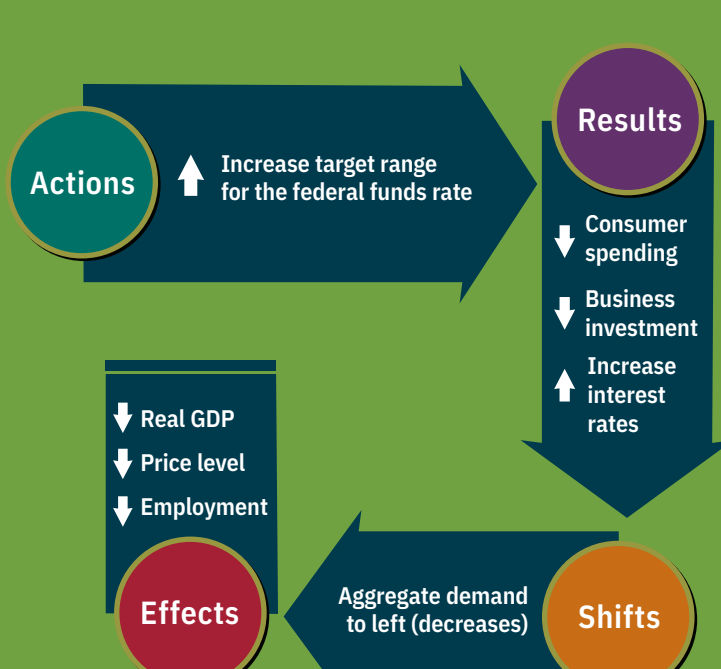 Actions
Increase target range
for the federal funds rate
Results
Consumer
spending
Business
investment
Increase
interest
rates
Shifts
Aggregate demand
to left (decreases)
Effects
Real GDP
Price level
Employment